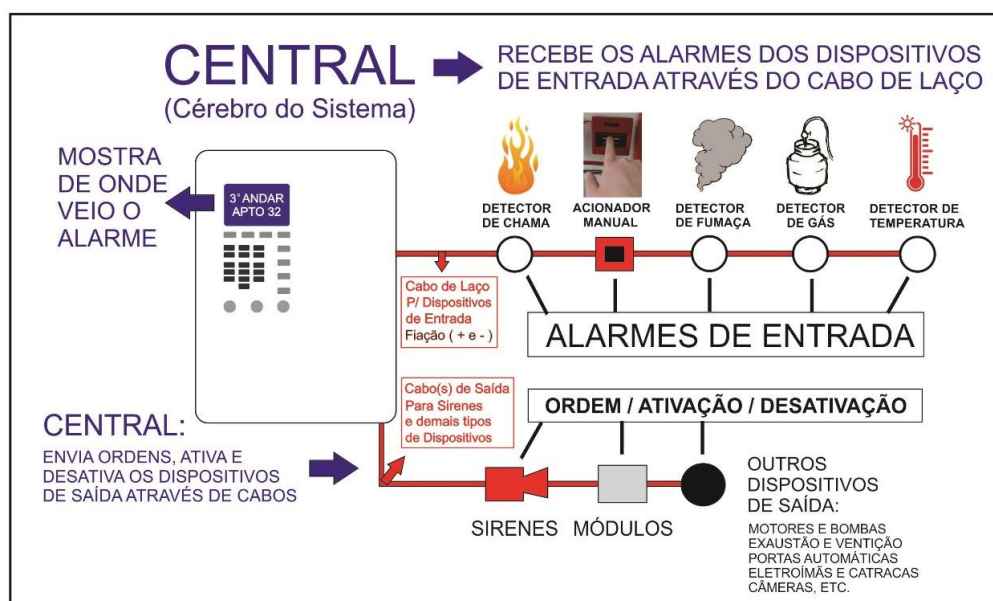 CENTRAL
(Cérebro do Sistema)
RECEBE OS ALARMES DOS DISPOSITIVOS
DE ENTRADA ATRAVÉS DO CABO DE LAÇO
MOSTRA
DE ONDE
VEIO O
ALARME
3°ANDAR
APTO 32
DETECTOR
DE CHAMA
ACIONADOR
MANUAL
DETECTOR
DE FUMAÇA
DETECTOR
DE GÁS
DETECTOR DE
TEMPERATURA
Cabo de Laço
P/ Dispositivos
de Entrada
Fiação ( + e - )
ALARMES DE ENTRADA
Cabo(s) de Saída
Para Sirenes
e demais tipos
de Dispositivos
ORDEM / ATIVAÇÃO / DESATIVAÇÃO
CENTRAL:
ENVIA ORDENS, ATIVA E
DESATIVA OS DISPOSITIVOS
DE SAÍDA ATRAVÉS DE CABOS
SIRENES
MÓDULOS
OUTROS
DISPOSITIVOS
DE SAÍDA:
MOTORES E BOMBAS
EXAUSTÃO E VENTIÇÃO
PORTAS AUTOMÁTICAS
ELETROÍMÃS E CATRACAS
CÂMERAS, ETC.